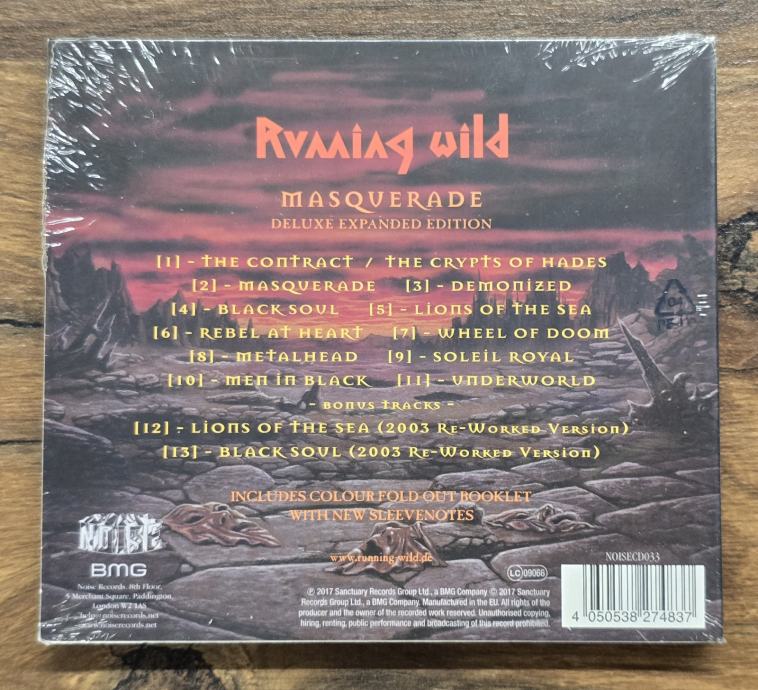 Running Wild
MASQUERADE
DELUXE EXPANDED EDITION
[1] - THE CONTRACT / THE CRYPTS OF HADES
[2] - MASQUERADE [3] - DEMONIZED
[4] - BLACK SOUL [5] - LIONS OF THE SEA
[6] - REBEL AT HEART [7] - WHEEL OF DOOM
[8] - METALHEAD [9] - SOLEIL ROYAL
[10] - MEN IN BLACK [11] - UNDERWORLD
- BONUS TRACKS -
[12] - LIONS OF THE SEA (2003 Re-Worked Version)
[13] - BLACK SOUL (2003 Re-Worked Version)
INCLUDES COLOUR FOLD OUT BOOKLET
WITH NEW SLEEVENOTES
www.running-wild.de
NOISE
BMG
Noise Records. 8th Floor,
5 Merchant Square, Paddington,
London W2 1AS
help@noiserecords.net
www.noiserecords.net
℗ 2017 Sanctuary Records Group Ltd., a BMG Company © 2017 Sanctuary
Records Group Ltd., a BMG Company. Manufactured in the EU. All rights of the
producer and the owner of the recorded work reserved. Unauthorised copying,
hiring, renting, public performance and broadcasting of this record prohibited.
LC 09066
NOISECD033
4 050538 274837